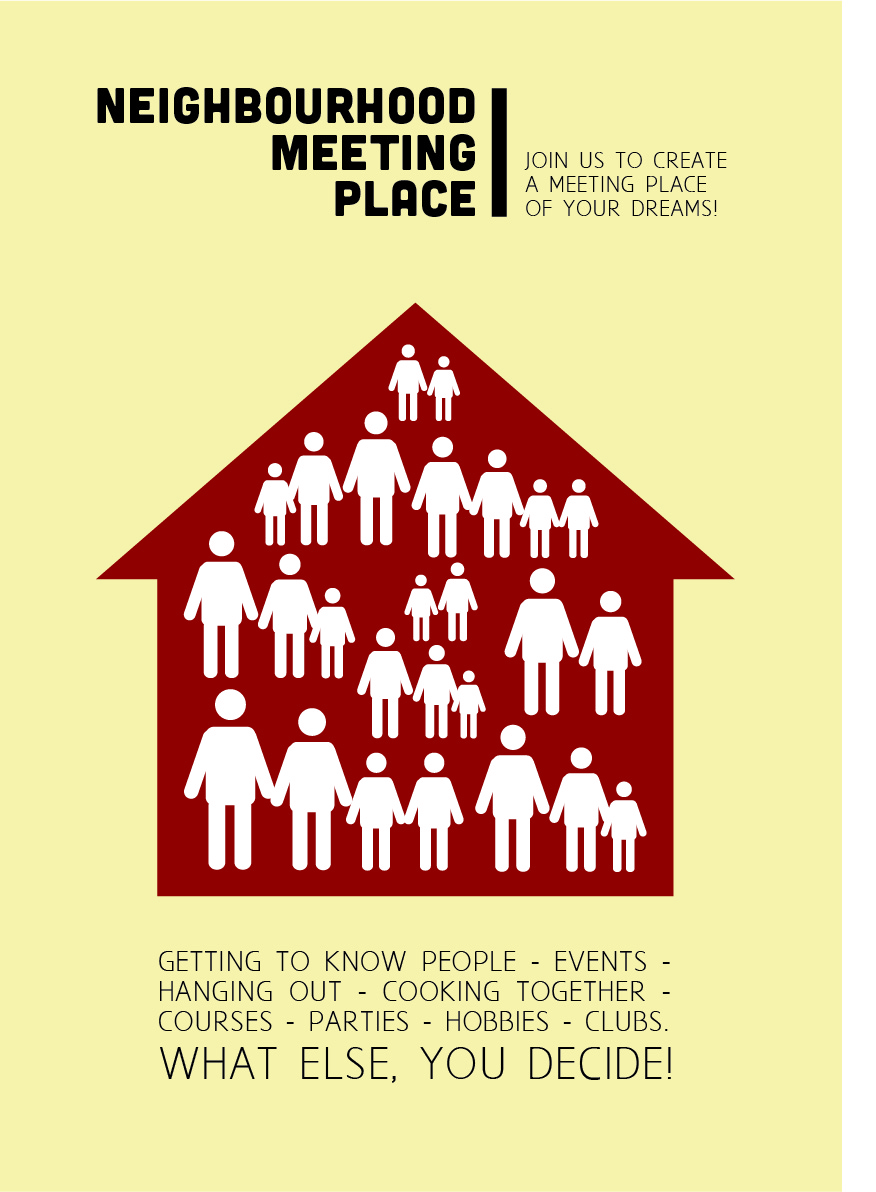 NEIGHBOURHOOD
MEETING
PLACE
JOIN US TO CREATE
A MEETING PLACE
OF YOUR DREAMS!
GETTING TO KNOW PEOPLE - EVENTS -
HANGING OUT - COOKING TOGETHER -
COURSES - PARTIES - HOBBIES - CLUBS.
WHAT ELSE, YOU DECIDE!